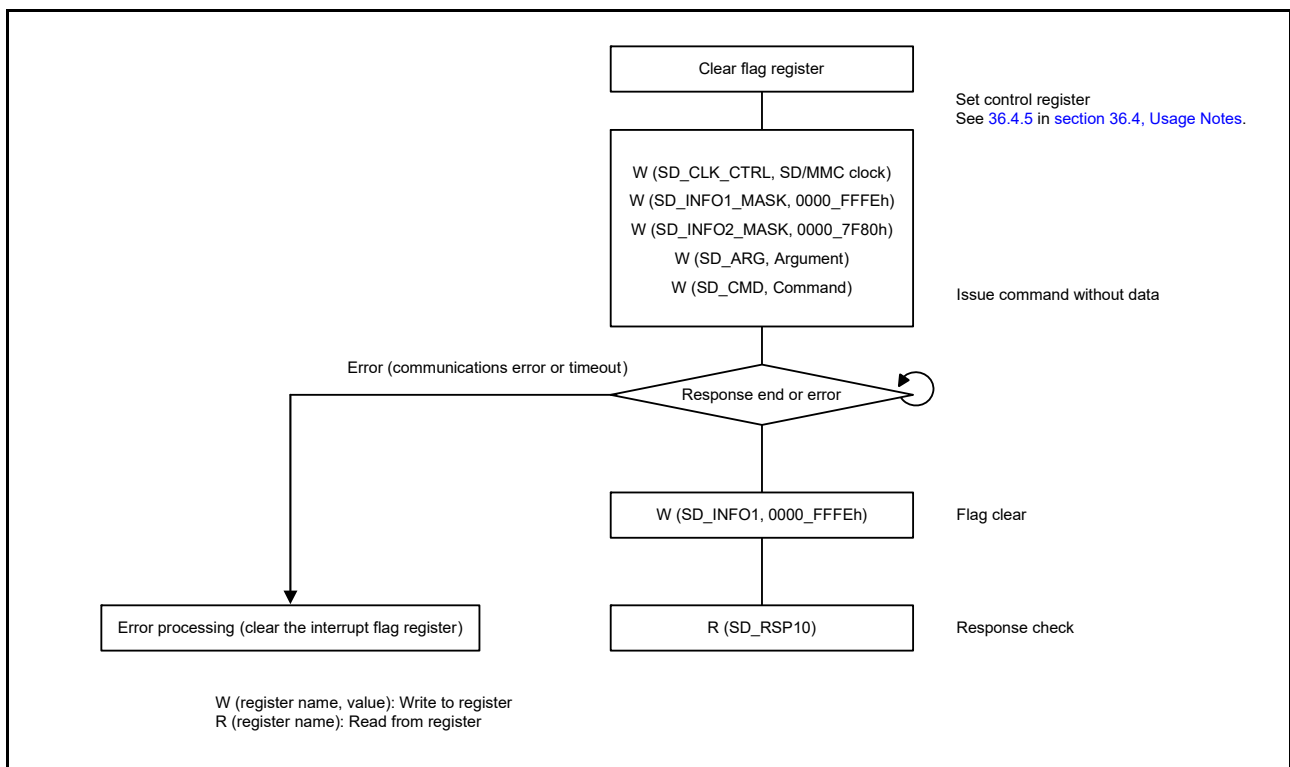 Clear flag register
Set control register
See 36.4.5 in section 36.4, Usage Notes.
W (SD_CLK_CTRL, SD/MMC clock)
W (SD_INFO1_MASK, 0000_FFFEh)
W (SD_INFO2_MASK, 0000_7F80h)
W (SD_ARG, Argument)
W (SD_CMD, Command)
Issue command without data
Error (communications error or timeout)
Response end or error
W (SD_INFO1, 0000_FFFEh)
Flag clear
Error processing (clear the interrupt flag register)
R (SD_RSP10)
Response check
W (register name, value): Write to register
R (register name): Read from register